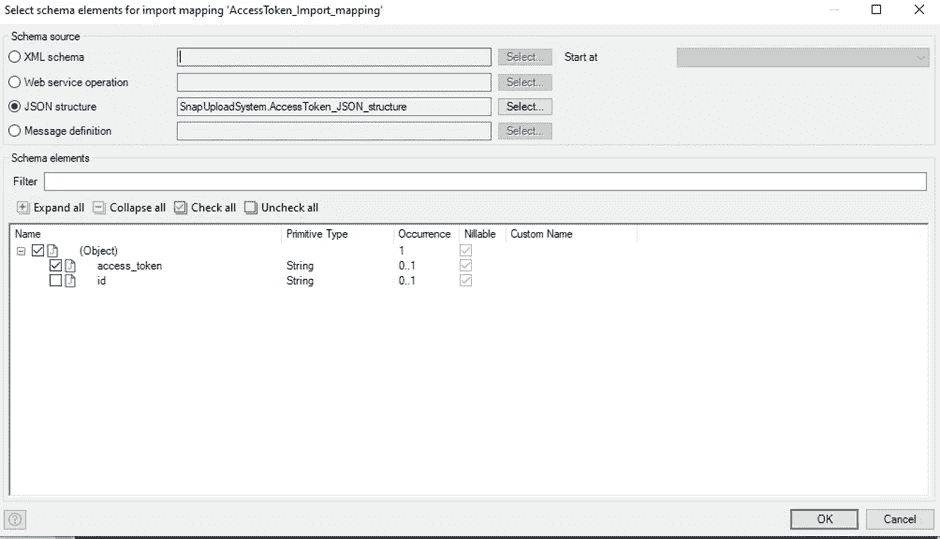 Select schema elements for import mapping 'AccessToken_Import_mapping'
Schema source
XML schema Select... Start at
Web service operation Select...
JSON structure SnapUploadSystem.AccessToken_JSON_structure Select...
Message definition Select...
Schema elements
Filter
Expand all Collapse all Check all Uncheck all
Name Primitive Type Occurrence Nillable Custom Name
(Object) 1
access_token String 0..1
id String 0..1
OK Cancel